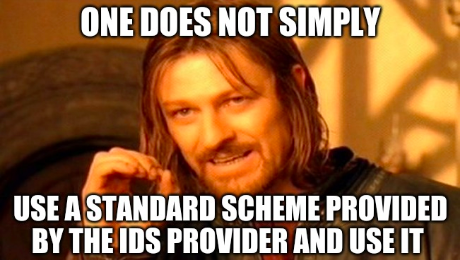 ONE DOES NOT SIMPLY
USE A STANDARD SCHEME PROVIDED
BY THE IDS PROVIDER AND USE IT